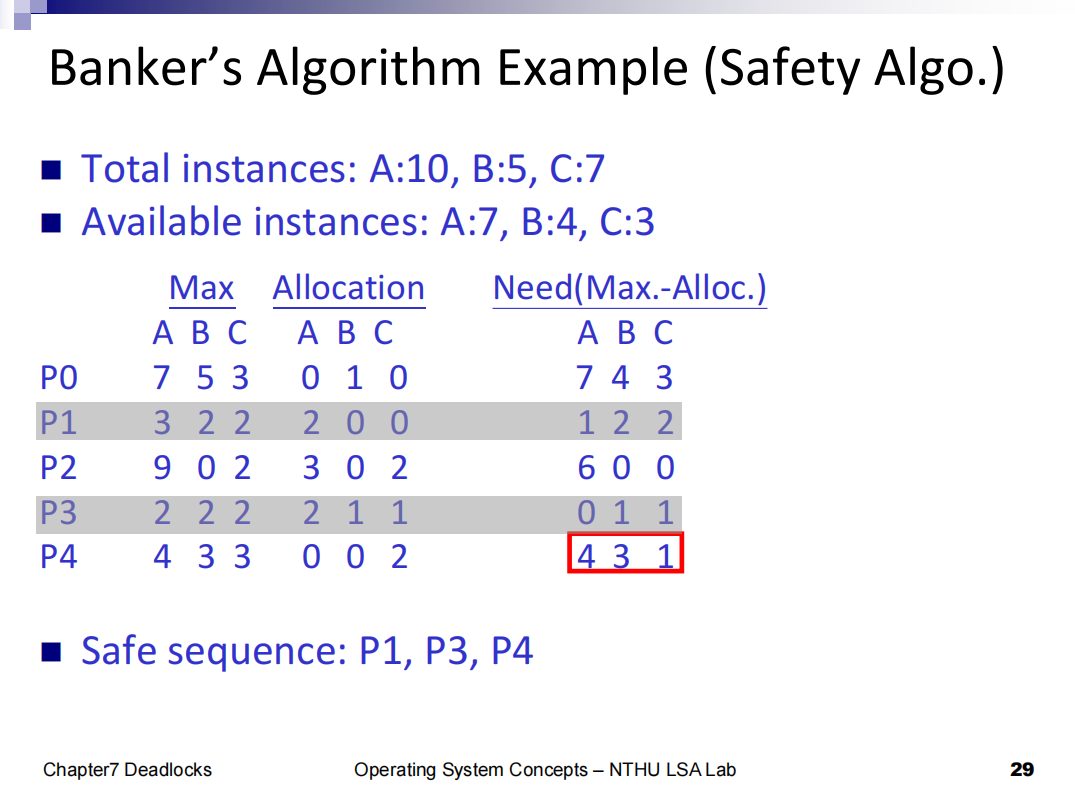 Banker's Algorithm Example (Safety Algo.)
Total instances: A:10, B:5, C:7
Available instances: A:7, B:4, C:3
Max Allocation Need(Max.-Alloc.)
A B C A B C A B C
P0 7 5 3 0 1 0 7 4 3
P1 3 2 2 2 0 0 1 2 2
P2 9 0 2 3 0 2 6 0 0
P3 2 2 2 2 1 1 0 1 1
P4 4 3 3 0 0 2 4 3 1
Safe sequence: P1, P3, P4
Chapter7 Deadlocks Operating System Concepts – NTHU LSA Lab 29